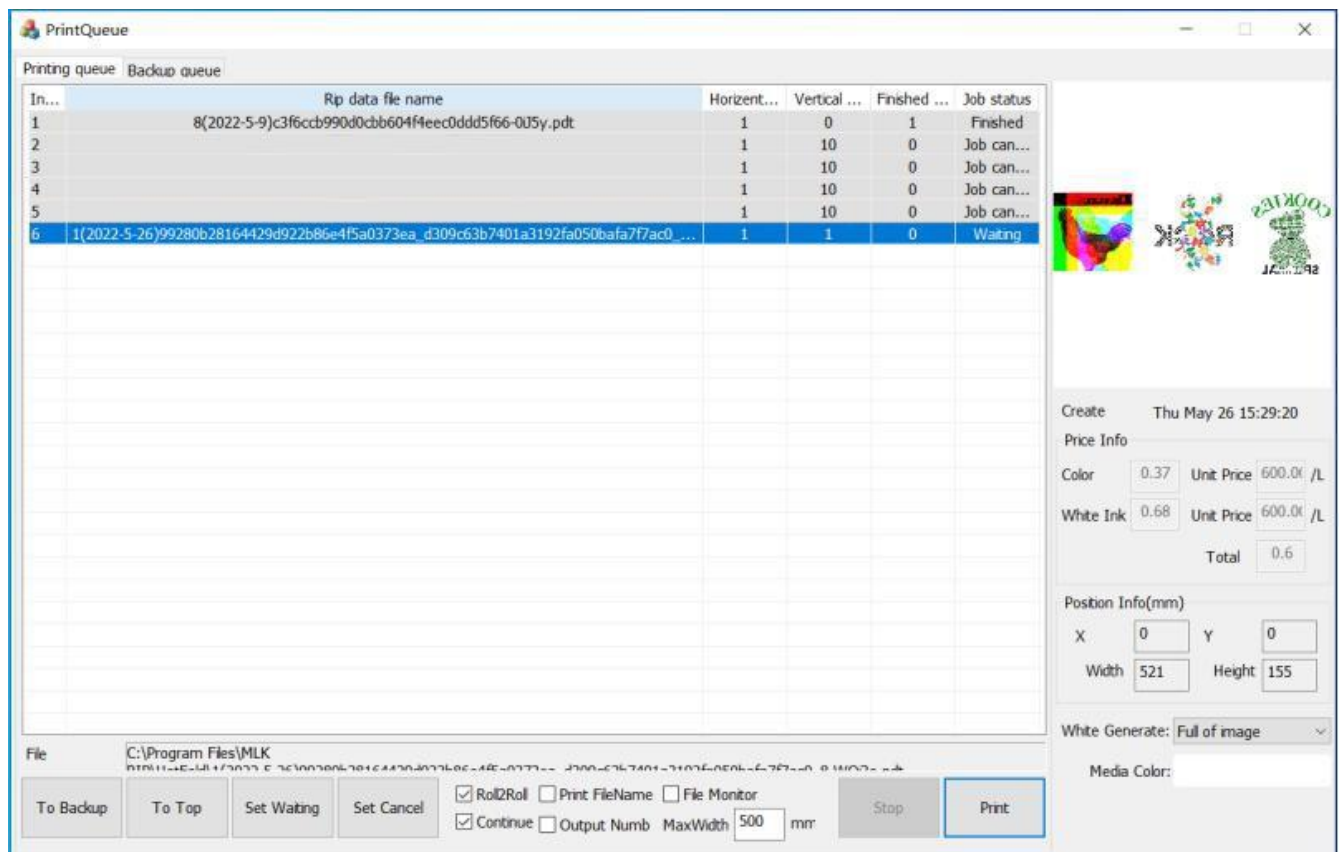 PrintQueue
Printing queue Backup queue
In... Rip data file name Horizent... Vertical ... Finished ... Job status
1 8(2022-5-9)c3f6ccb990d0cbb604f4eec0ddd5f66-0iJ5y.pdt 1 0 1 Finished
2 1 10 0 Job can...
3 1 10 0 Job can...
4 1 10 0 Job can...
5 1 10 0 Job can...
6 1(2022-5-26)99280b28164429d922b86e4f5a0373ea_d309c63b7401a3192fa050bafa7f7ac0_... 1 1 0 Waiting
COOKIES
Create Thu May 26 15:29:20
Price Info
Color 0.37 Unit Price 600.0 /L
White Ink 0.68 Unit Price 600.0 /L
Total 0.6
Position Info(mm)
X 0 Y 0
Width 521 Height 155
White Generate: Full of image
Media Color:
File C:\Program Files\MLK
To Backup To Top Set Waiting Set Cancel
Roll2Roll Print FileName File Monitor
Continue Output Numb MaxWidth 500 mm
Stop Print